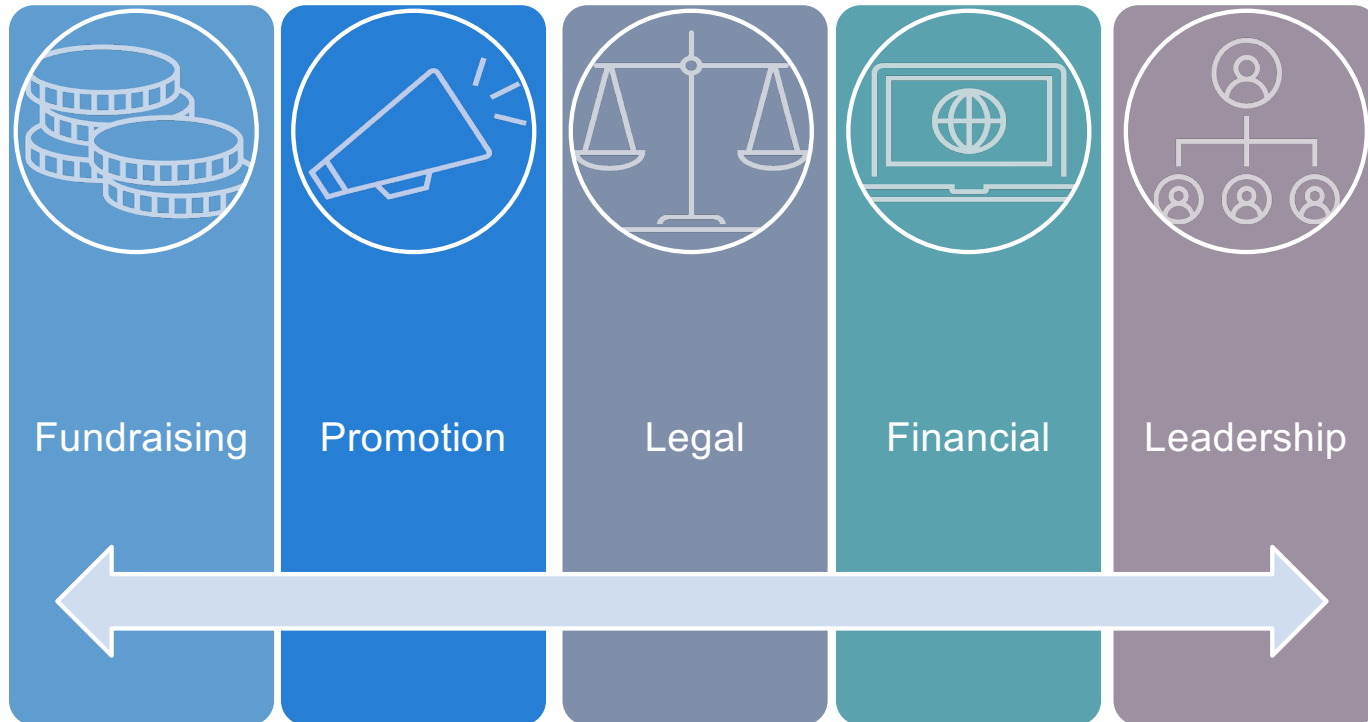 Fundraising
Promotion
Legal
Financial
Leadership